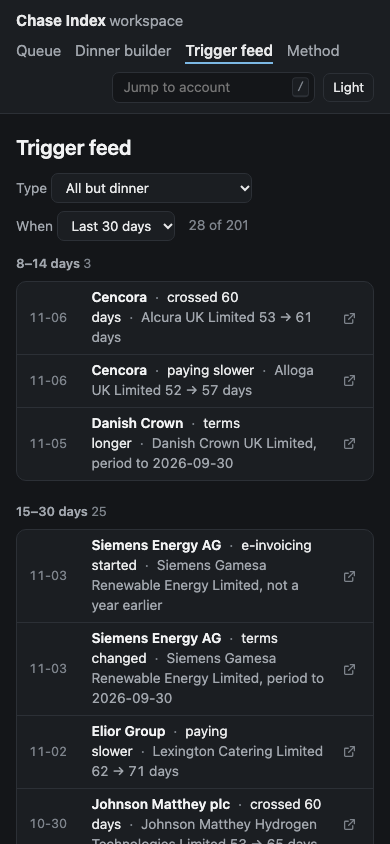 Chase Index workspace
Queue Dinner builder Trigger feed Method
Jump to account / Light
Trigger feed
Type All but dinner
When Last 30 days 28 of 201
8–14 days 3
Cencora · crossed 60
11-06 days · Alcura UK Limited 53 → 61
days
Cencora · paying slower · Alloga
11-06 UK Limited 52 → 57 days
Danish Crown · terms
11-05 longer · Danish Crown UK Limited,
period to 2026-09-30
15–30 days 25
Siemens Energy AG · e-invoicing
11-03 started · Siemens Gamesa
Renewable Energy Limited, not a
year earlier
Siemens Energy AG · terms
11-03 changed · Siemens Gamesa
Renewable Energy Limited, period to
2026-09-30
Elior Group · paying
11-02 slower · Lexington Catering Limited
62 → 71 days
Johnson Matthey plc · crossed 60
10-30 days · Johnson Matthey Hydrogen
Technologies Limited 53 → 65 days